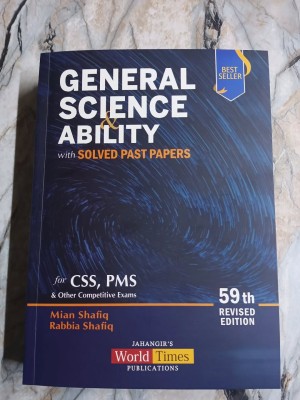 BEST
SELLER
GENERAL
SCIENCE
&
ABILITY
with SOLVED PAST PAPERS
for CSS, PMS
& Other Competitive Exams
59th
REVISED
EDITION
Mian Shafiq
Rabbia Shafiq
JAHANGIR'S
World Times
PUBLICATIONS